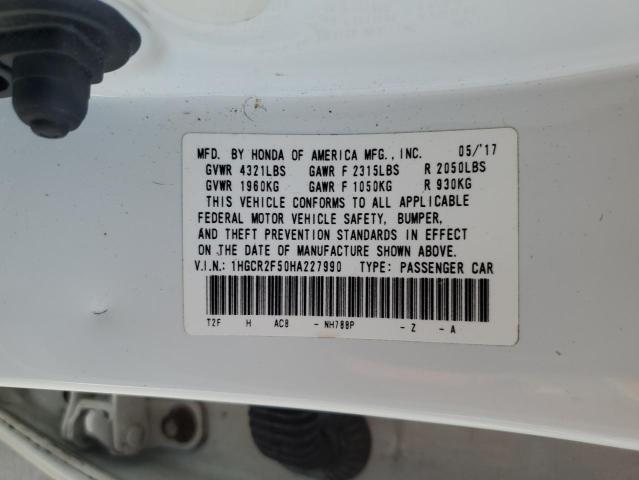 MFD. BY HONDA OF AMERICA MFG., INC. 05/'17
GVWR 4321LBS GAWR F 2315LBS R 2050LBS
GVWR 1960KG GAWR F 1050KG R 930KG
THIS VEHICLE CONFORMS TO ALL APPLICABLE
FEDERAL MOTOR VEHICLE SAFETY, BUMPER,
AND THEFT PREVENTION STANDARDS IN EFFECT
ON THE DATE OF MANUFACTURE SHOWN ABOVE.
V.I.N.: 1HGCR2F50HA227990 TYPE: PASSENGER CAR
T2F H AC8 - NH788P - Z - A